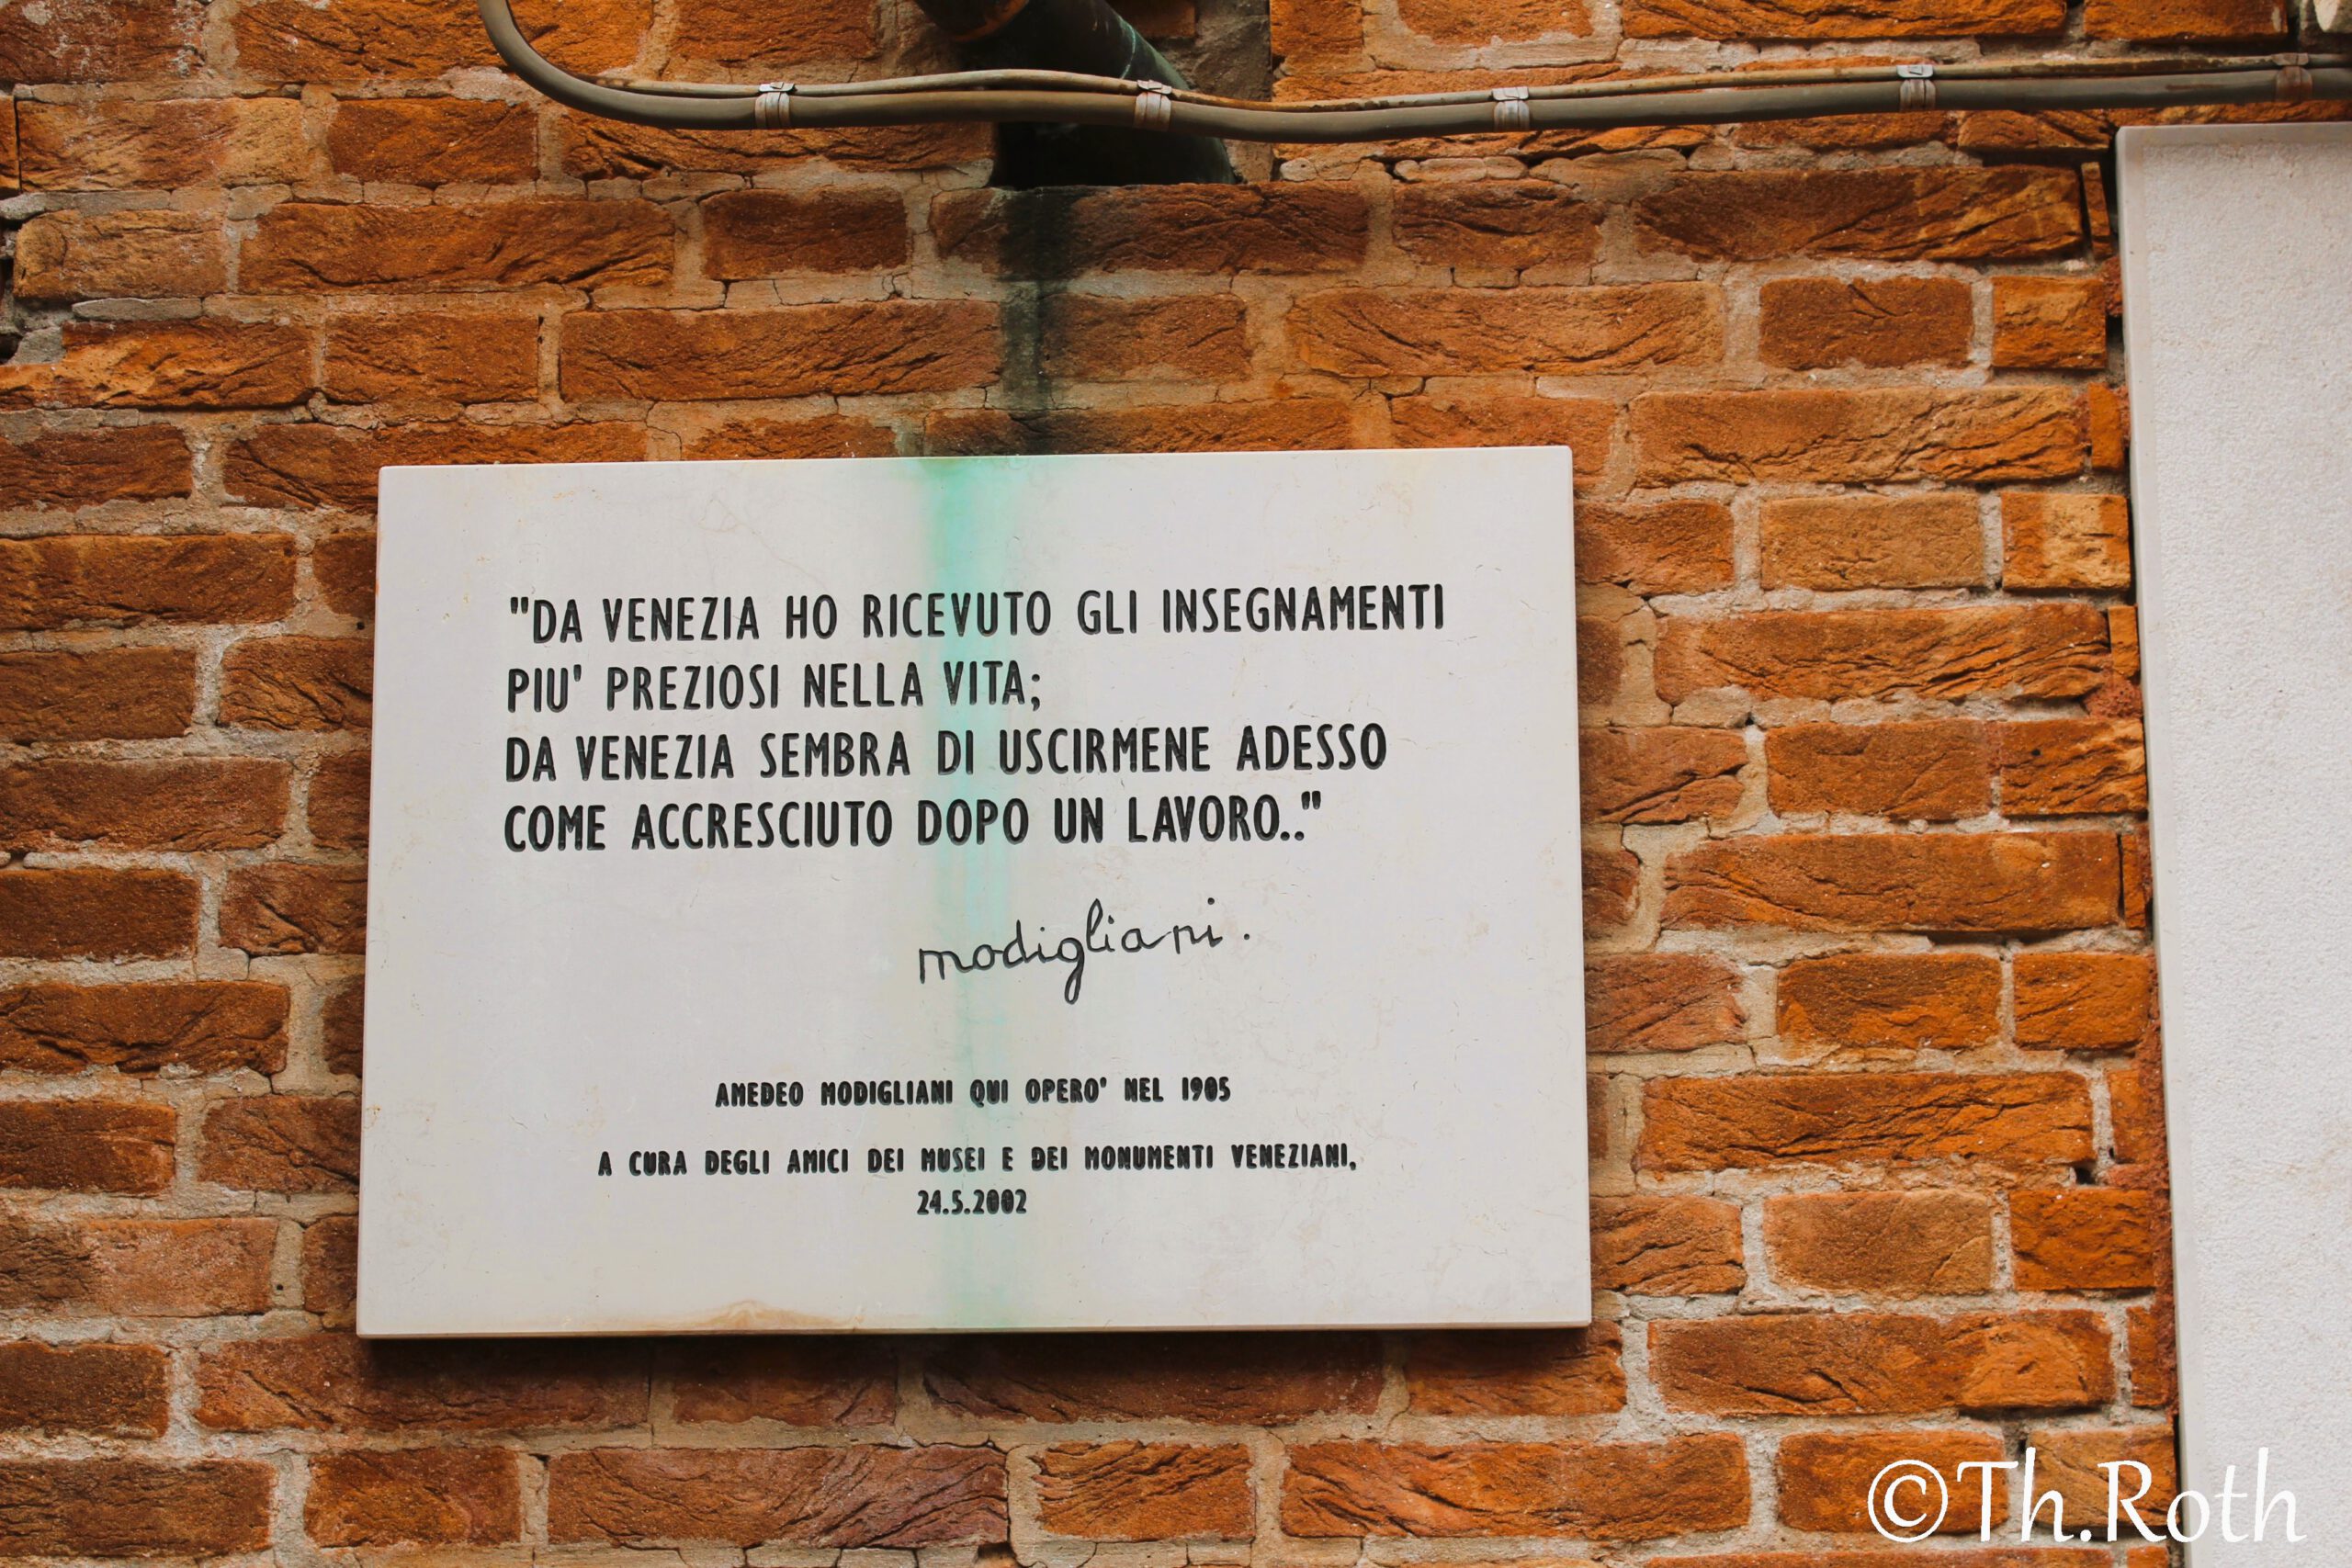 "DA VENEZIA HO RICEVUTO GLI INSEGNAMENTI
PIU' PREZIOSI NELLA VITA;
DA VENEZIA SEMBRA DI USCIRMENE ADESSO
COME ACCRESCIUTO DOPO UN LAVORO.."
modigliani.
AMEDEO MODIGLIANI QUI OPERO' NEL 1905
A CURA DEGLI AMICI DEI MUSEI E DEI MONUMENTI VENEZIANI,
24.5.2002
©Th.Roth